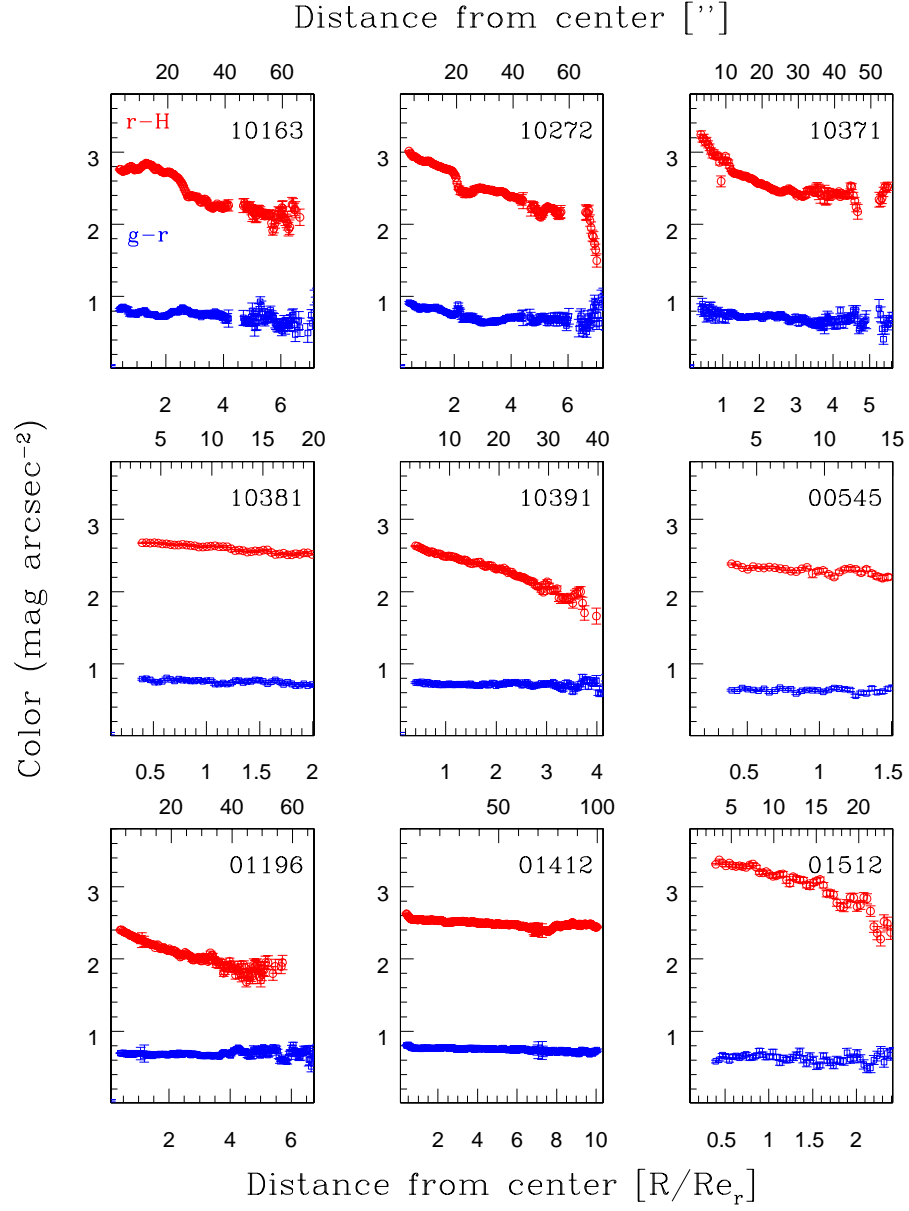 Distance from center [’’]
20 40 60
20 40 60
10 20 30 40 50
r−H
10163
10272
10371
3
3
3
2
2
2
g−r
1
1
1
2 4 6
2 4 6
1 2 3 4 5
5 10 15 20
10 20 30 40
5 10 15
10381
10391
00545
3
3
3
2
2
2
1
1
1
0.5 1 1.5 2
1 2 3 4
0.5 1 1.5
20 40 60
50 100
5 10 15 20
01196
01412
01512
3
3
3
2
2
2
1
1
1
2 4 6
2 4 6 8 10
0.5 1 1.5 2
Color (mag arcsec⁻²)
Distance from center [R/Reᵣ]